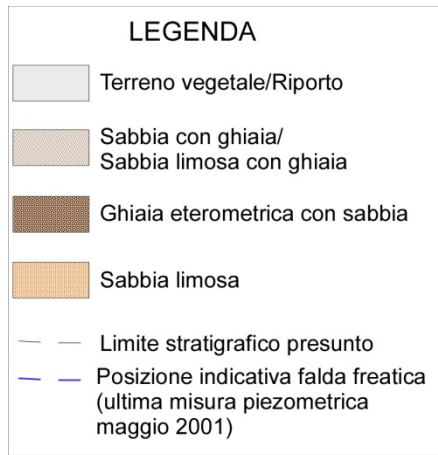 LEGENDA
Terreno vegetale/Riporto
Sabbia con ghiaia/
Sabbia limosa con ghiaia
Ghiaia eterometrica con sabbia
Sabbia limosa
Limite stratigrafico presunto
Posizione indicativa falda freatica
(ultima misura piezometrica
maggio 2001)